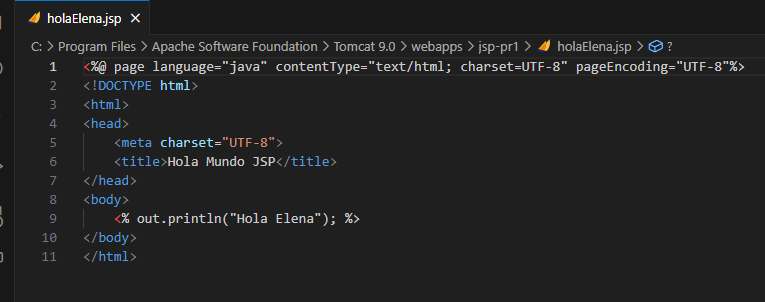 holaElena.jsp
C: > Program Files > Apache Software Foundation > Tomcat 9.0 > webapps > jsp-pr1 > holaElena.jsp > ?
1 <%@ page language="java" contentType="text/html; charset=UTF-8" pageEncoding="UTF-8"%>
2 <!DOCTYPE html>
3 <html>
4 <head>
5     <meta charset="UTF-8">
6     <title>Hola Mundo JSP</title>
7 </head>
8 <body>
9     <% out.println("Hola Elena"); %>
10 </body>
11 </html>